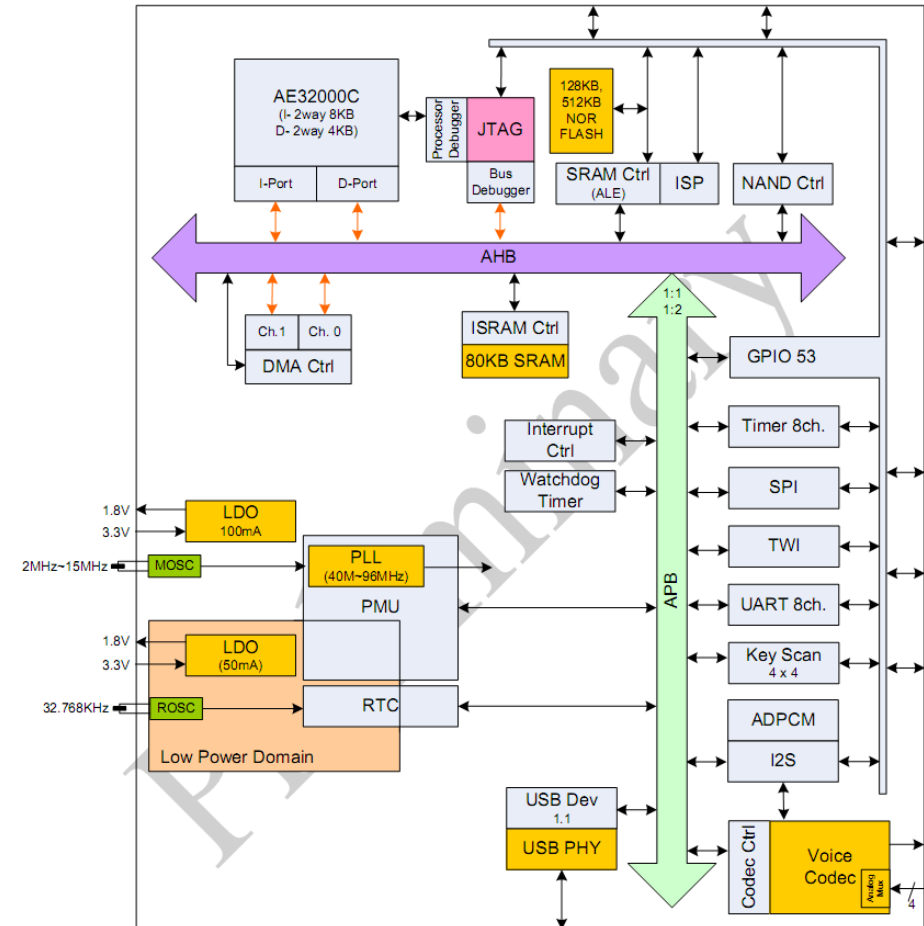 AE32000C
(I- 2way 8KB
D- 2way 4KB)
I-Port
D-Port
Processor
Debugger
JTAG
Bus
Debugger
128KB,
512KB
NOR
FLASH
SRAM Ctrl
(ALE)
ISP
NAND Ctrl
AHB
1:1
1:2
Ch.1
Ch. 0
DMA Ctrl
ISRAM Ctrl
80KB SRAM
GPIO 53
Interrupt
Ctrl
Watchdog
Timer
Timer 8ch.
SPI
TWI
UART 8ch.
Key Scan
4 x 4
ADPCM
I2S
APB
1.8V
3.3V
LDO
100mA
2MHz~15MHz
MOSC
PLL
(40M~96MHz)
PMU
1.8V
3.3V
LDO
(50mA)
32.768KHz
ROSC
RTC
Low Power Domain
USB Dev
1.1
USB PHY
Codec Ctrl
Voice
Codec
Analog
Mux
4
Preliminary